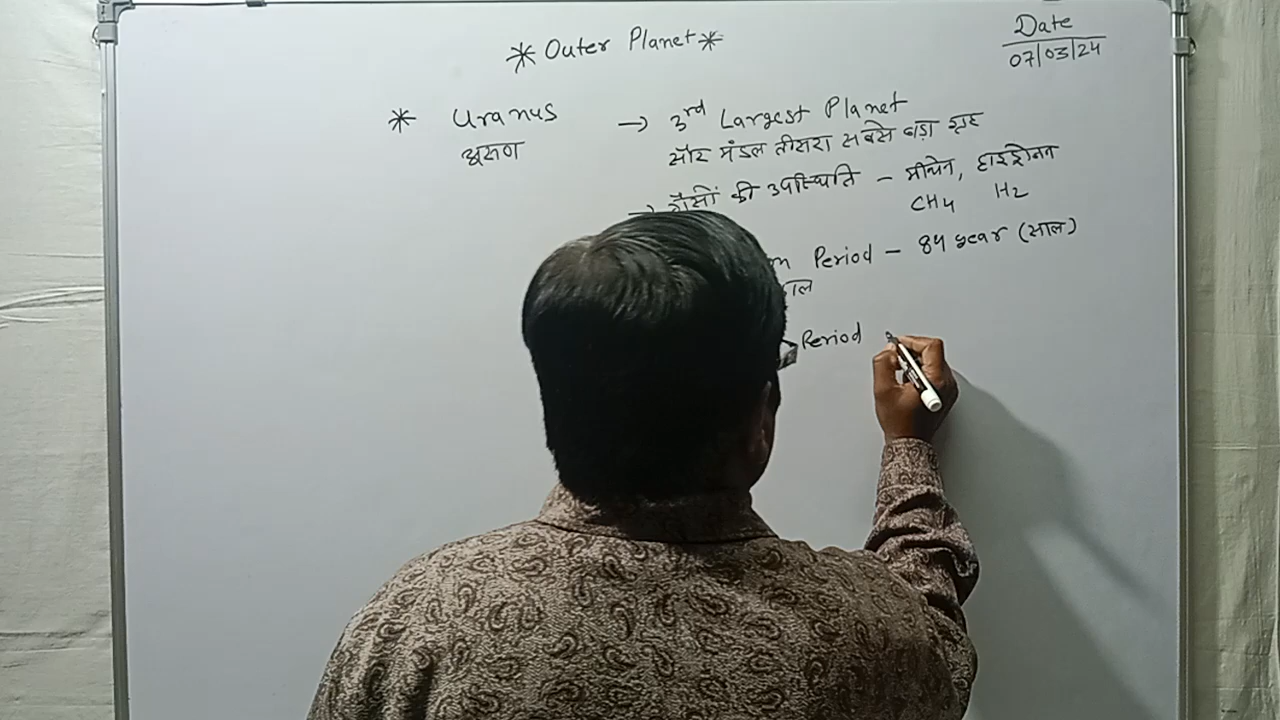 * Outer Planet *
Date
07/03/24
* Uranus → 3rd Largest Planet
अरुण सौर मंडल तीसरा सबसे बड़ा ग्रह
→ गैसों की उपस्थिति - मीथेन, हाइड्रोजन
CH4 H2
Period - 84 year (साल)
Period